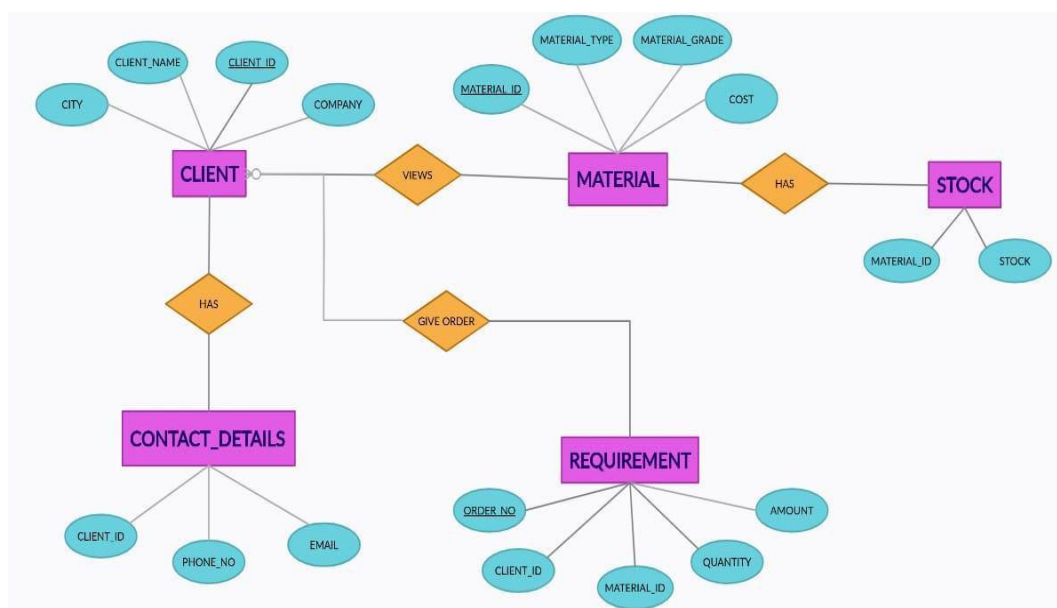 MATERIAL_TYPE
MATERIAL_GRADE
CLIENT_NAME
CLIENT_ID
MATERIAL_ID
CITY
COMPANY
COST
CLIENT
VIEWS
MATERIAL
HAS
STOCK
MATERIAL_ID
STOCK
HAS
GIVE ORDER
CONTACT_DETAILS
REQUIREMENT
ORDER_NO
AMOUNT
CLIENT_ID
EMAIL
PHONE_NO
CLIENT_ID
QUANTITY
MATERIAL_ID